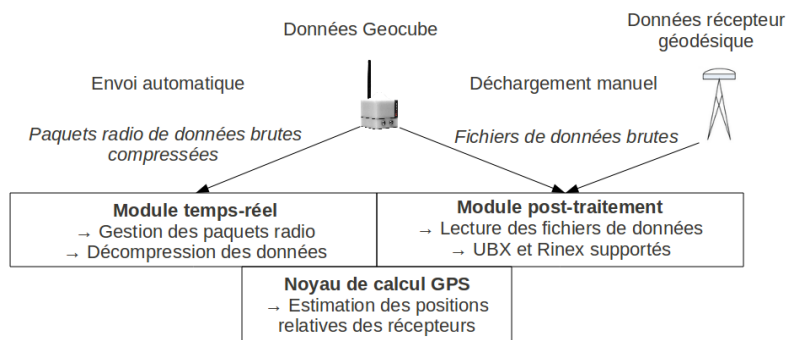 Données Geocube
Données récepteur
géodésique
Envoi automatique
Déchargement manuel
Paquets radio de données brutes
compressées
Fichiers de données brutes
Module temps-réel
→ Gestion des paquets radio
→ Décompression des données
Module post-traitement
→ Lecture des fichiers de données
→ UBX et Rinex supportés
Noyau de calcul GPS
→ Estimation des positions
relatives des récepteurs